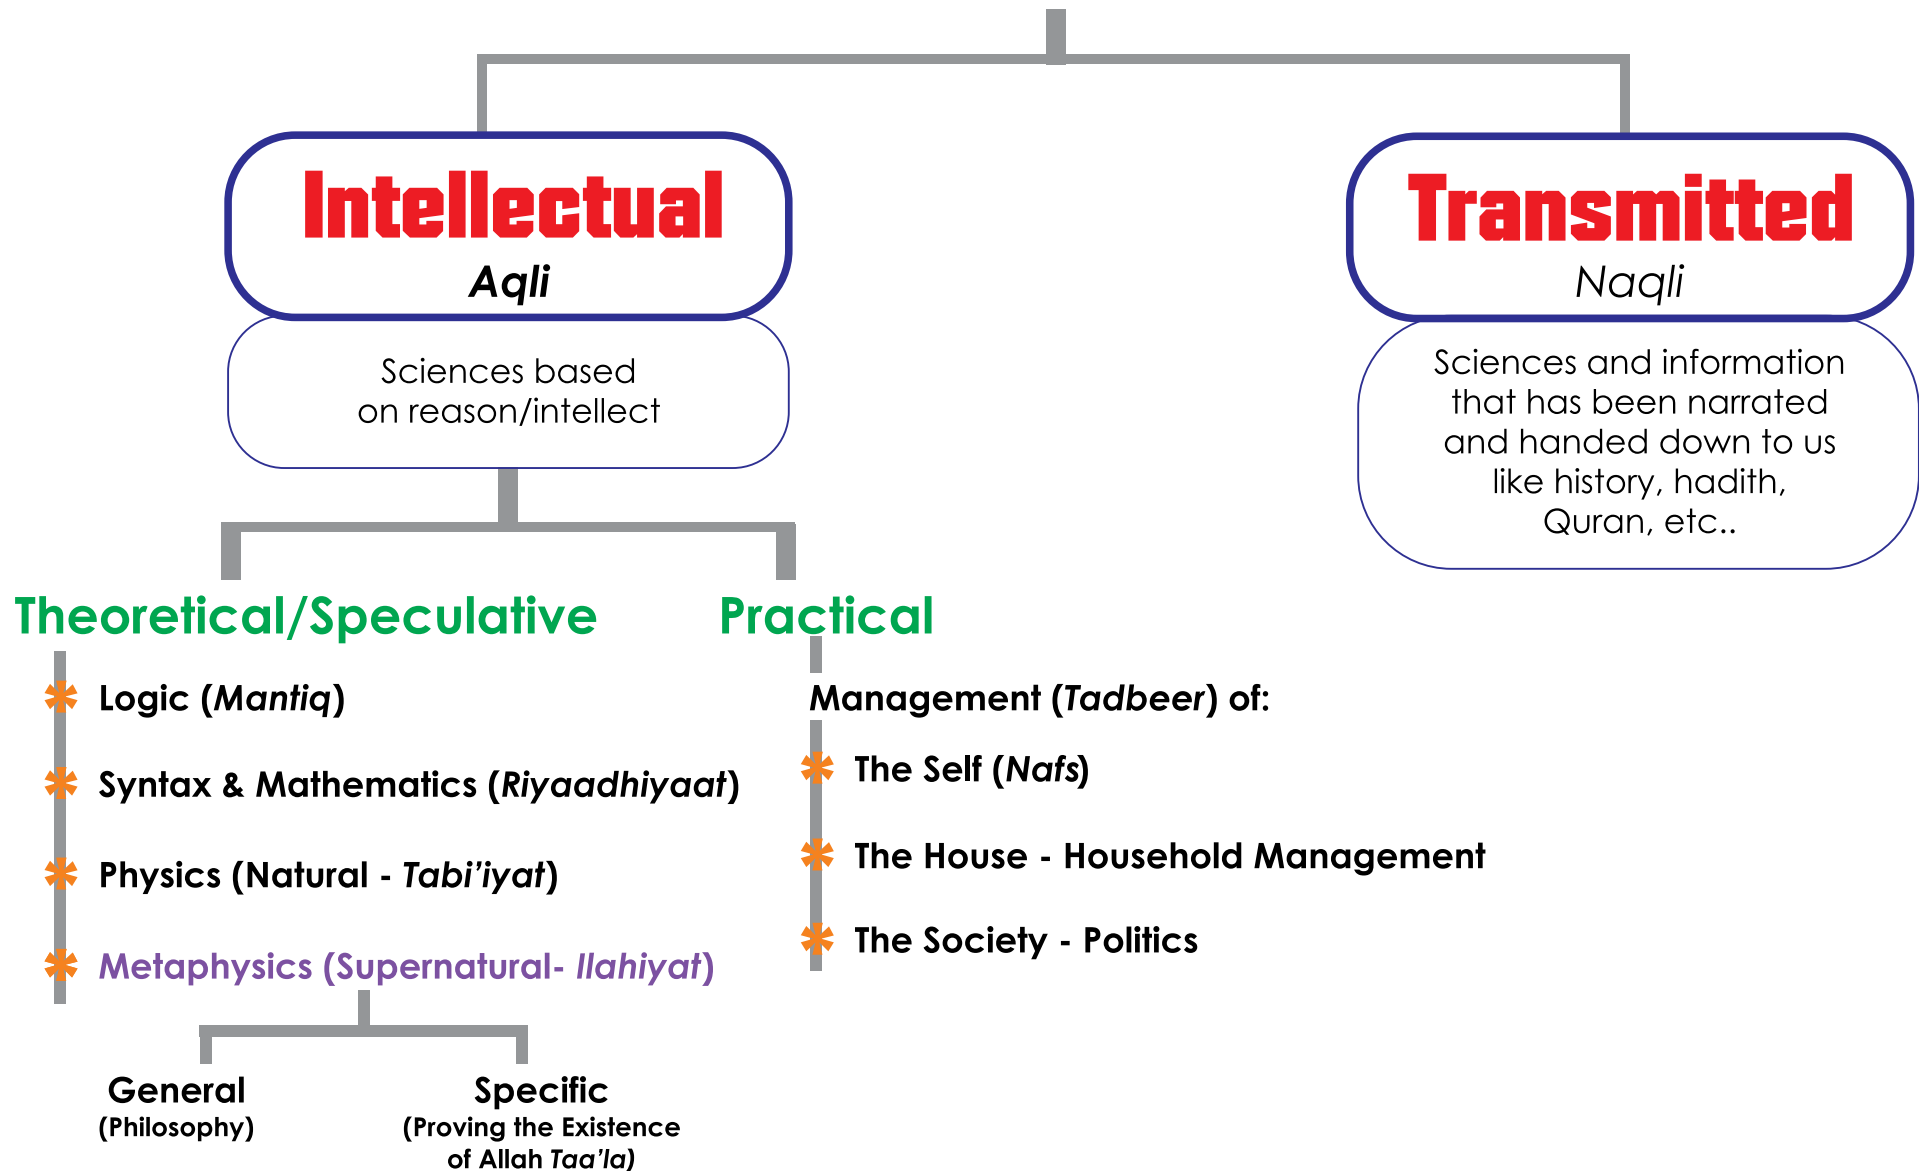 Intellectual
Aqli
Sciences based
on reason/intellect
Transmitted
Naqli
Sciences and information
that has been narrated
and handed down to us
like history, hadith,
Quran, etc..
Theoretical/Speculative
* Logic (Mantiq)
* Syntax & Mathematics (Riyaadhiyaat)
* Physics (Natural - Tabi'iyat)
* Metaphysics (Supernatural- Ilahiyat)
General
(Philosophy)
Specific
(Proving the Existence
of Allah Taa'la)
Practical
Management (Tadbeer) of:
* The Self (Nafs)
* The House - Household Management
* The Society - Politics